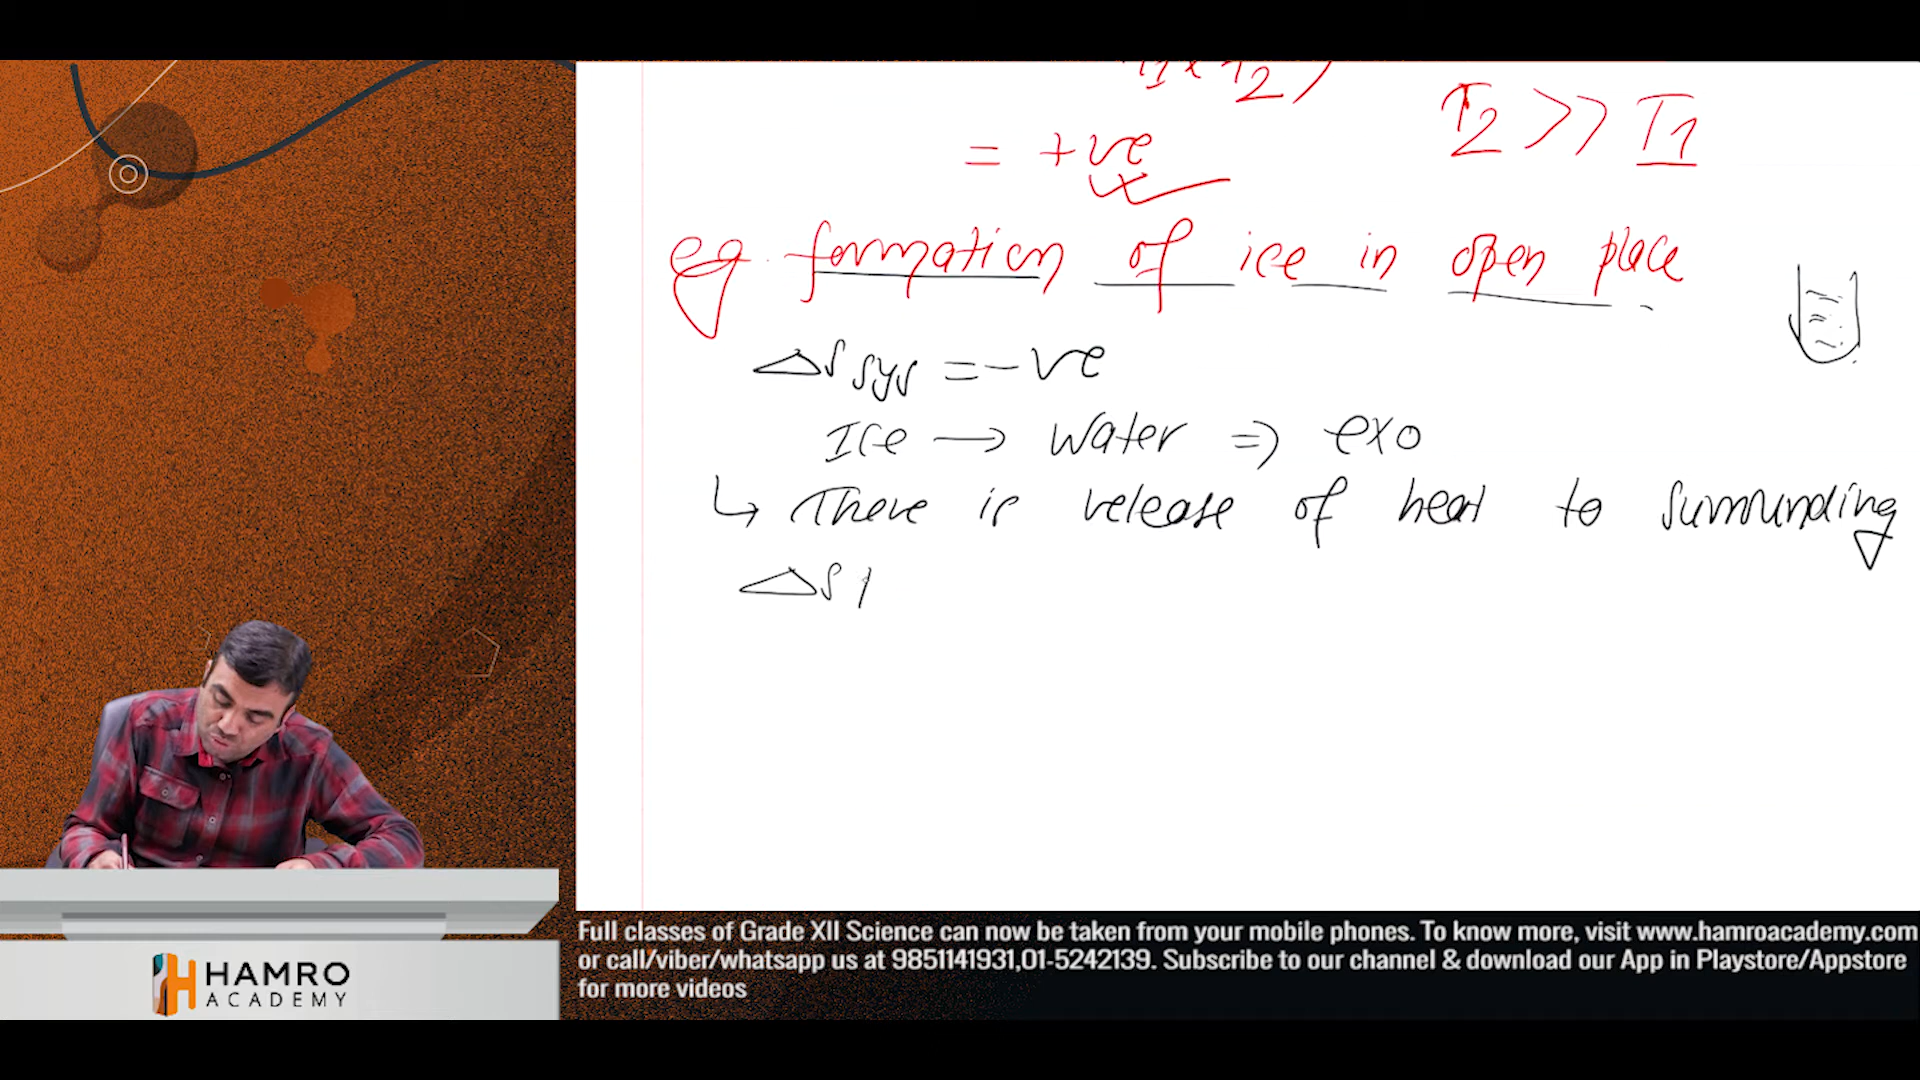 = +ve
T2 >> T1
eg. formation of ice in open place
ΔS sys = -ve
Ice → Water ⇒ exo
↳ There is release of heat to surrounding
ΔS
HAMRO
ACADEMY
Full classes of Grade XII Science can now be taken from your mobile phones. To know more, visit www.hamroacademy.com
or call/viber/whatsapp us at 9851141931,01-5242139. Subscribe to our channel & download our App in Playstore/Appstore
for more videos